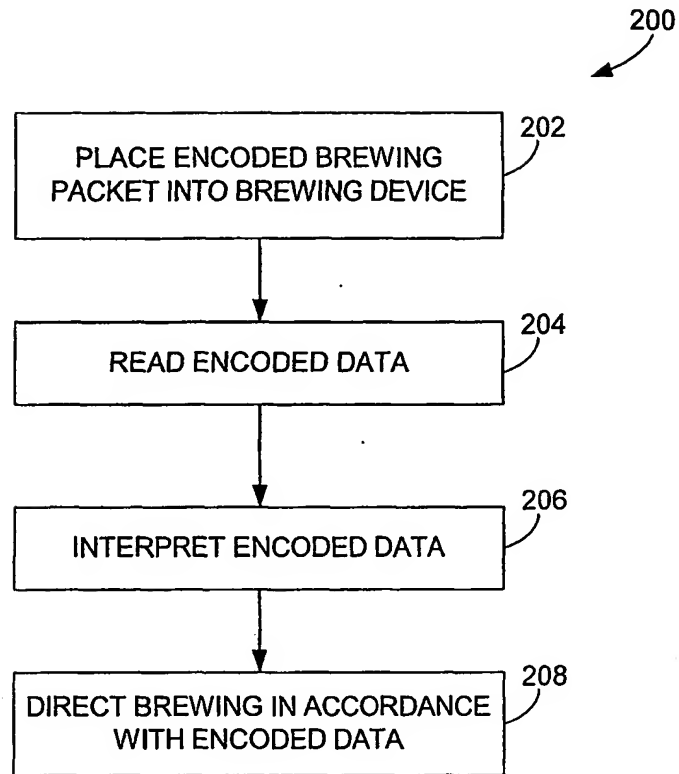 200
202
PLACE ENCODED BREWING
PACKET INTO BREWING DEVICE
204
READ ENCODED DATA
206
INTERPRET ENCODED DATA
208
DIRECT BREWING IN ACCORDANCE
WITH ENCODED DATA